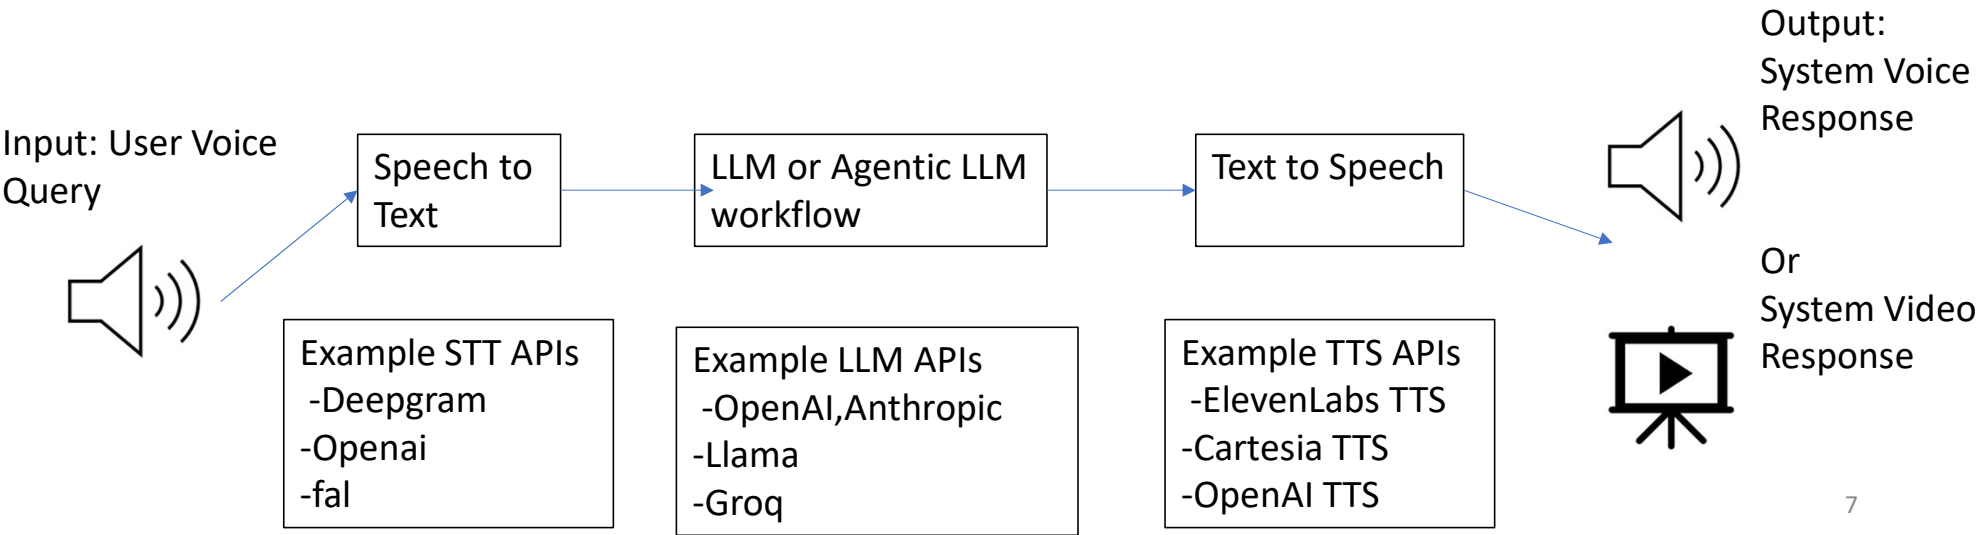 Input: User Voice
Query
Speech to
Text
LLM or Agentic LLM
workflow
Text to Speech
Output:
System Voice
Response
Or
System Video
Response
Example STT APIs
-Deepgram
-Openai
-fal
Example LLM APIs
-OpenAI,Anthropic
-Llama
-Groq
Example TTS APIs
-ElevenLabs TTS
-Cartesia TTS
-OpenAI TTS
7